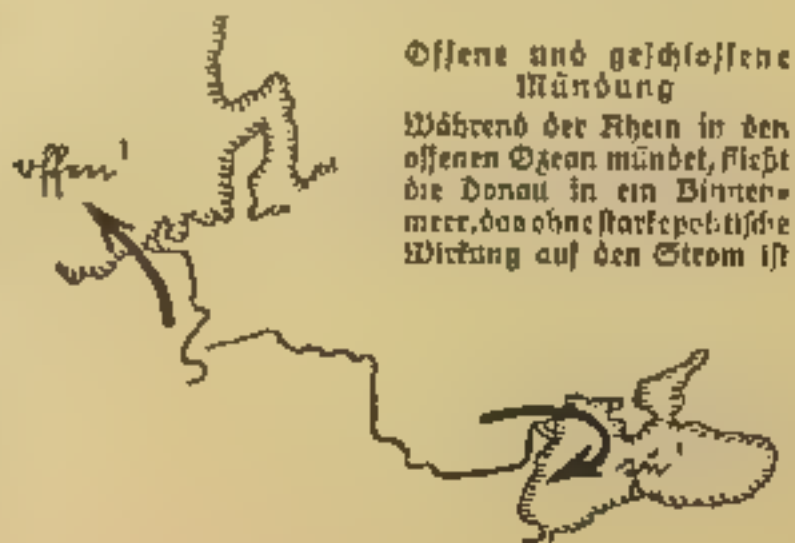 Offene und geschlossene
Mündung
Während der Rhein in den
offenen Ozean mündet, fließt
die Donau in ein Binnen-
meer, das ohne starke politische
Wirkung auf den Strom ist
offen!
zu!